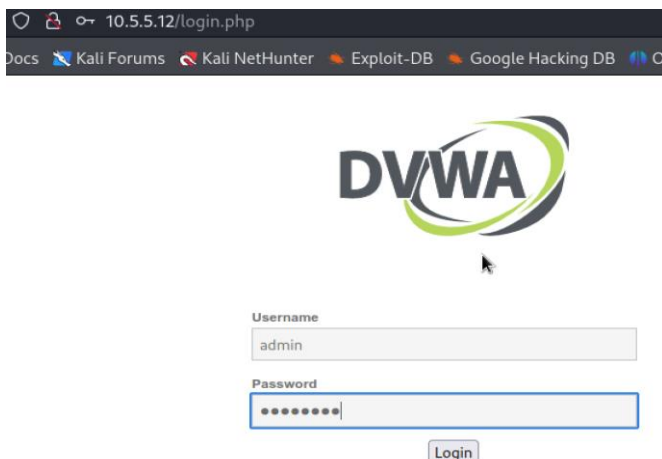 10.5.5.12/login.php
Docs Kali Forums Kali NetHunter Exploit-DB Google Hacking DB
DVWA
Username
admin
Password
●●●●●●●●
Login